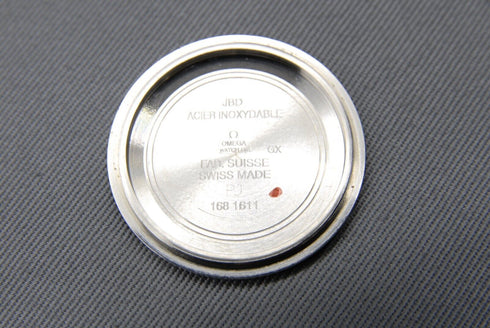 JBD
ACIER INOXYDABLE
Ω
OMEGA
WATCH CO.
GX
FAB. SUISSE
SWISS MADE
PJ
168 1611